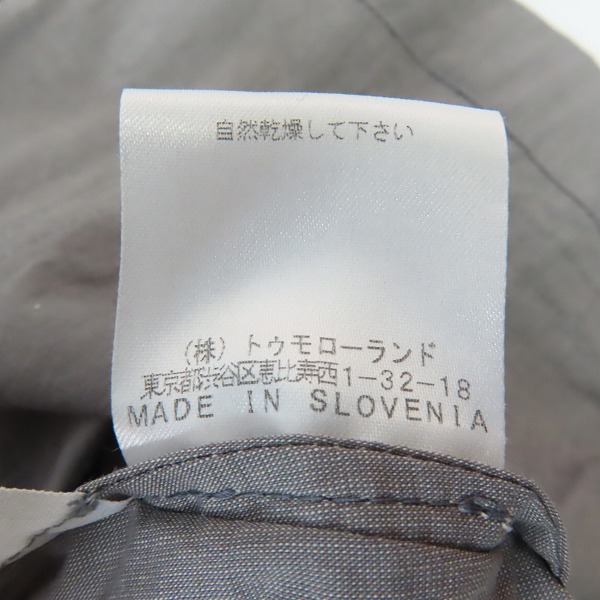 自然乾燥して下さい
(株) トゥモローランド
東京都渋谷区恵比寿西1-32-18
MADE IN SLOVENIA